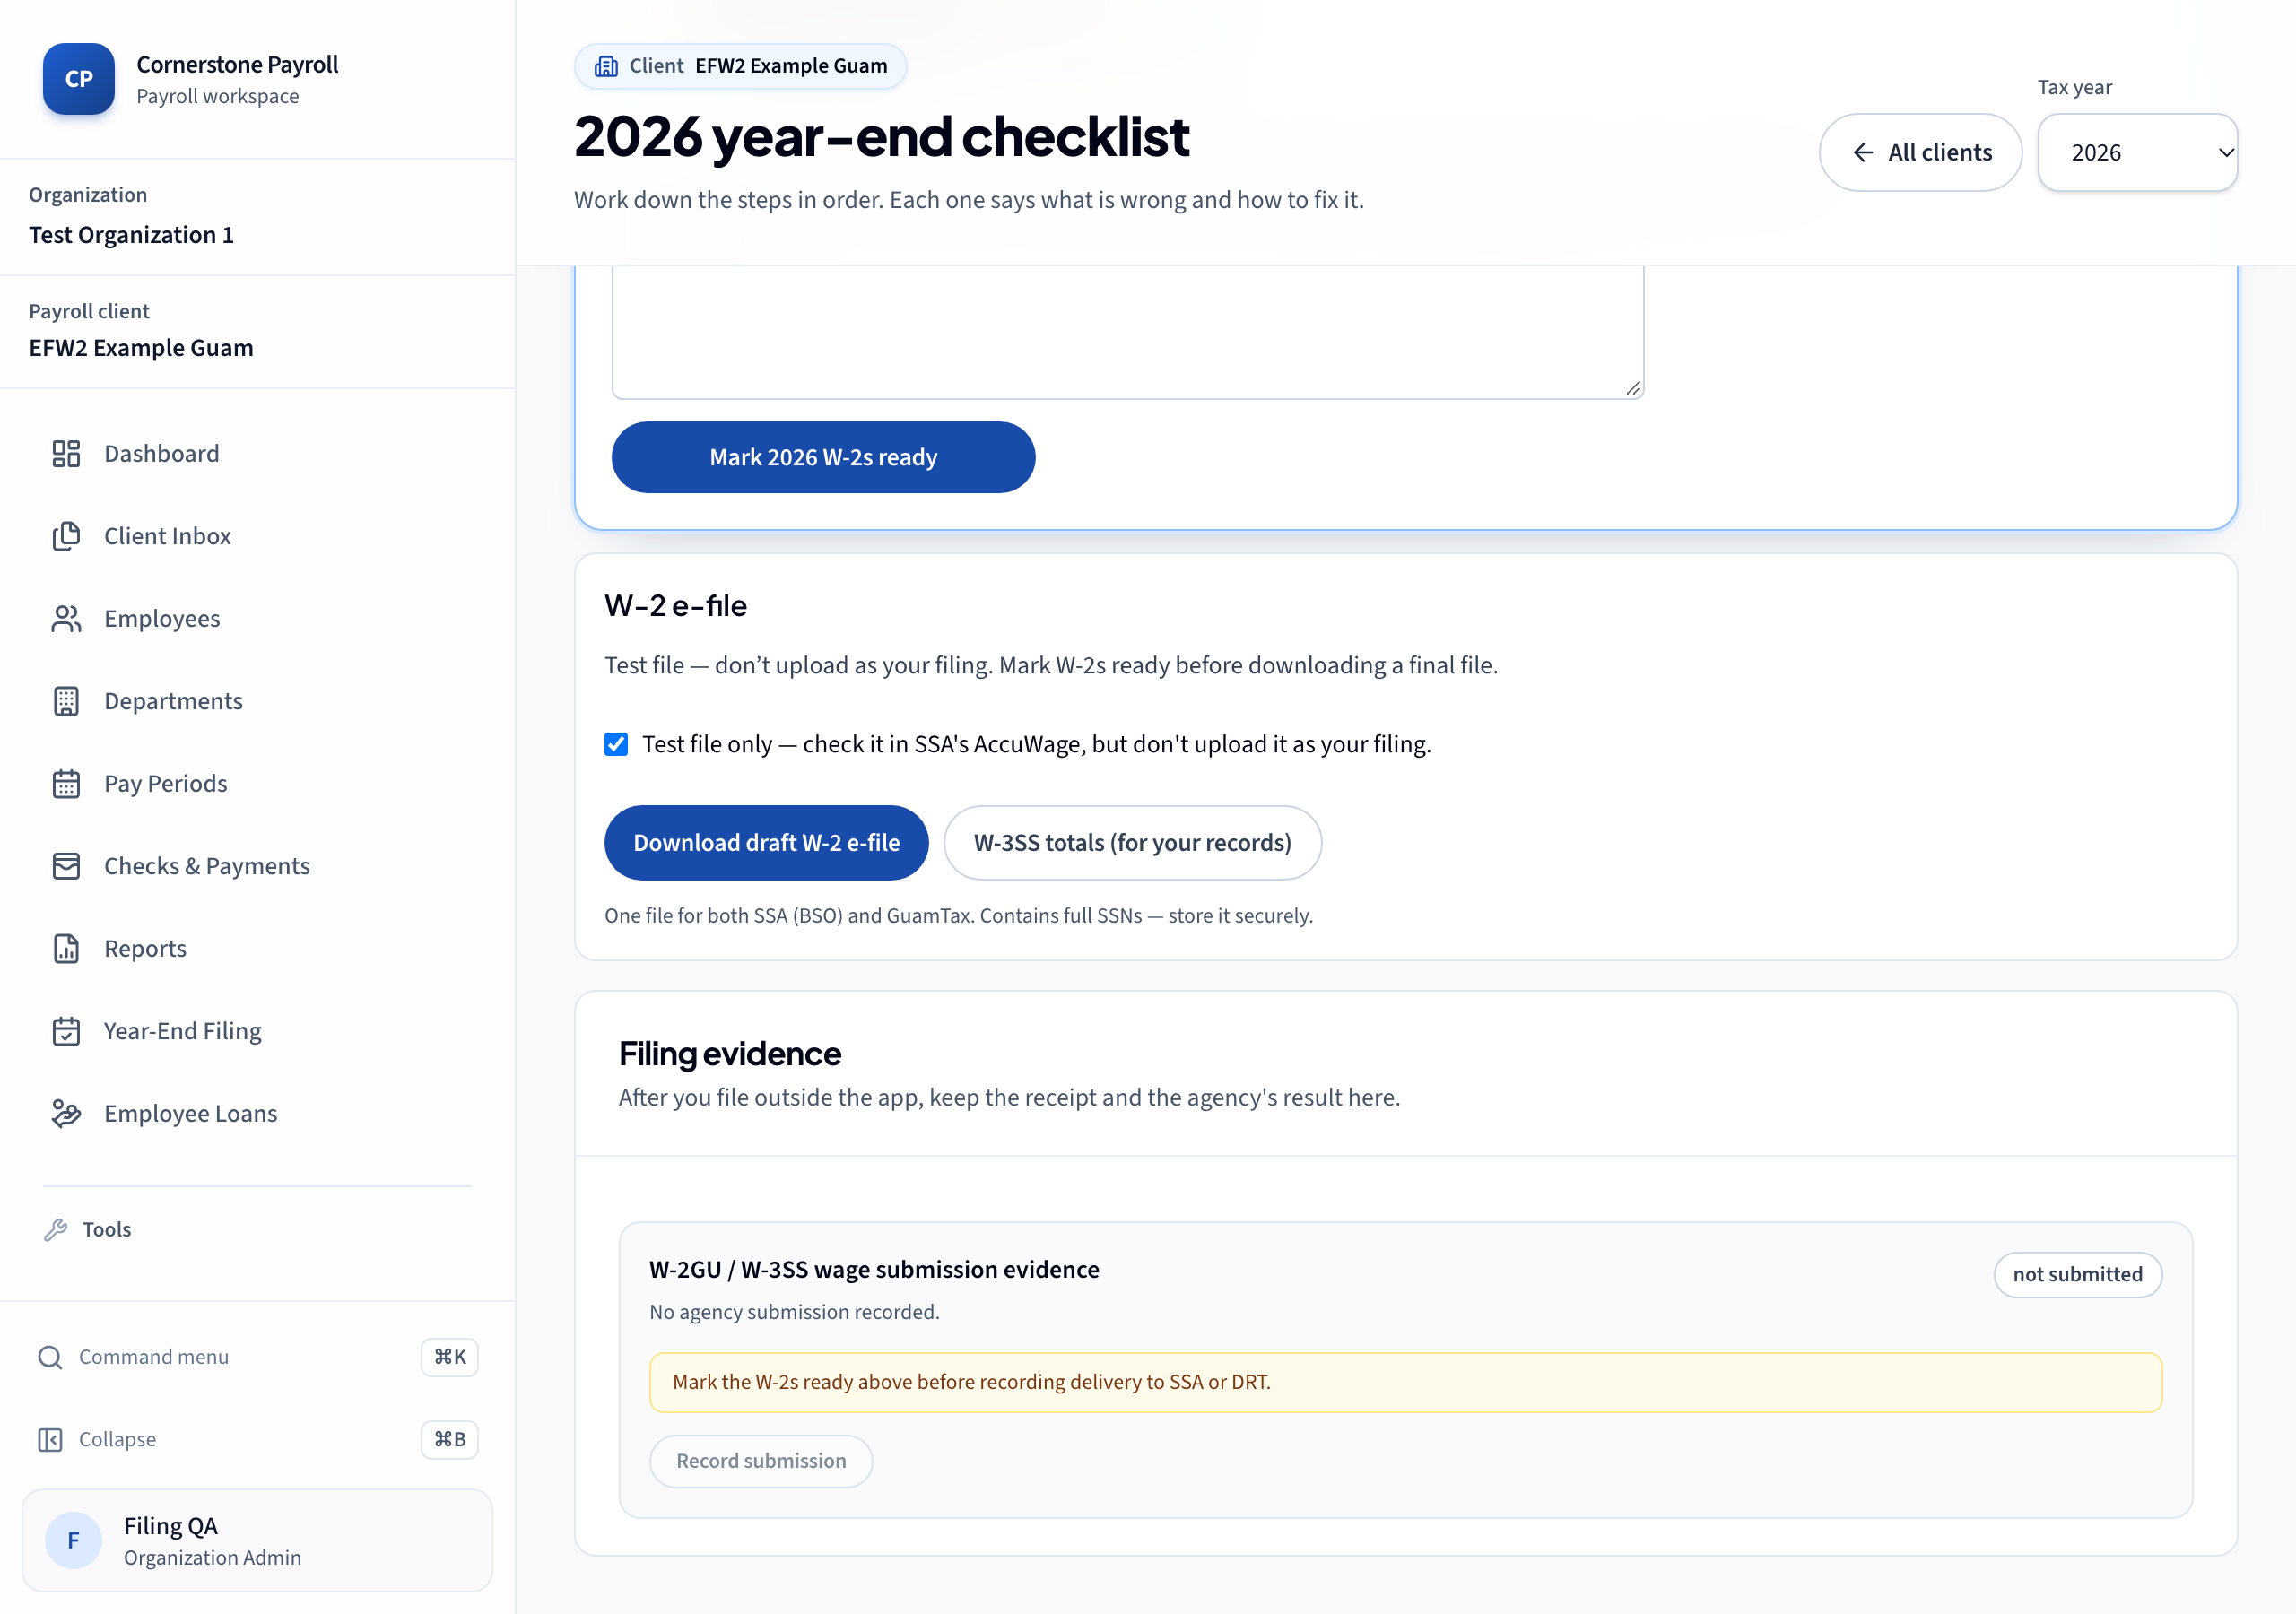 CP
Cornerstone Payroll
Payroll workspace
Organization
Test Organization 1
Payroll client
EFW2 Example Guam
Dashboard
Client Inbox
Employees
Departments
Pay Periods
Checks & Payments
Reports
Year-End Filing
Employee Loans
Tools
Command menu ⌘K
Collapse ⌘B
F
Filing QA
Organization Admin
Client EFW2 Example Guam
2026 year-end checklist
Work down the steps in order. Each one says what is wrong and how to fix it.
All clients
Tax year
2026
Mark 2026 W-2s ready
W-2 e-file
Test file — don’t upload as your filing. Mark W-2s ready before downloading a final file.
Test file only — check it in SSA's AccuWage, but don't upload it as your filing.
Download draft W-2 e-file
W-3SS totals (for your records)
One file for both SSA (BSO) and GuamTax. Contains full SSNs — store it securely.
Filing evidence
After you file outside the app, keep the receipt and the agency's result here.
W-2GU / W-3SS wage submission evidence
not submitted
No agency submission recorded.
Mark the W-2s ready above before recording delivery to SSA or DRT.
Record submission